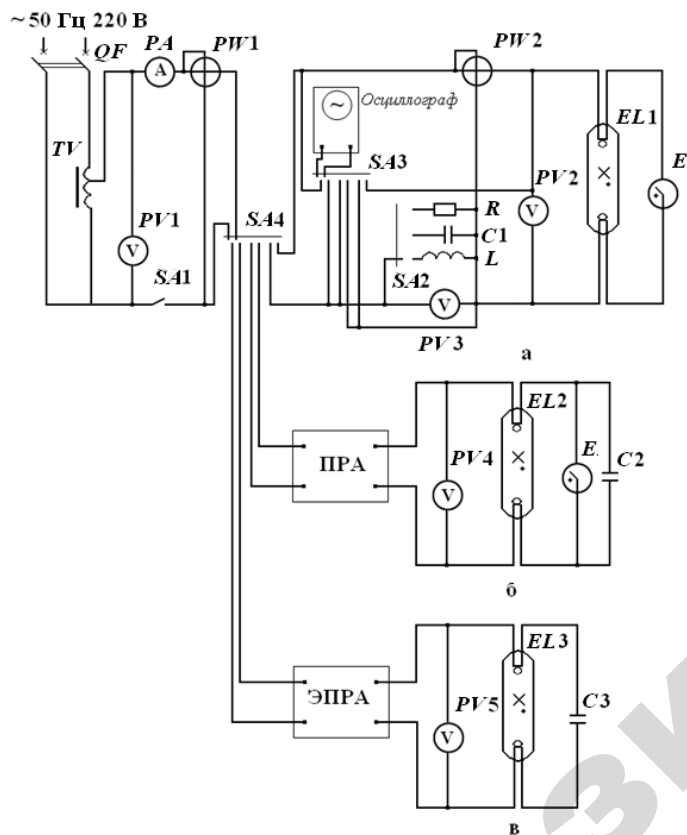 ~ 50 Гц 220 В
QF
PA
PW1
PW2
A
~
Осциллограф
EL1
TV
SA3
E
PV2
R
PV1
V
SA4
V
C1
SA1
L
SA2
V
PV3
а
EL2
ПРА
PV4
E.
C2
V
б
EL3
ЭПРА
PV5
C3
V
в